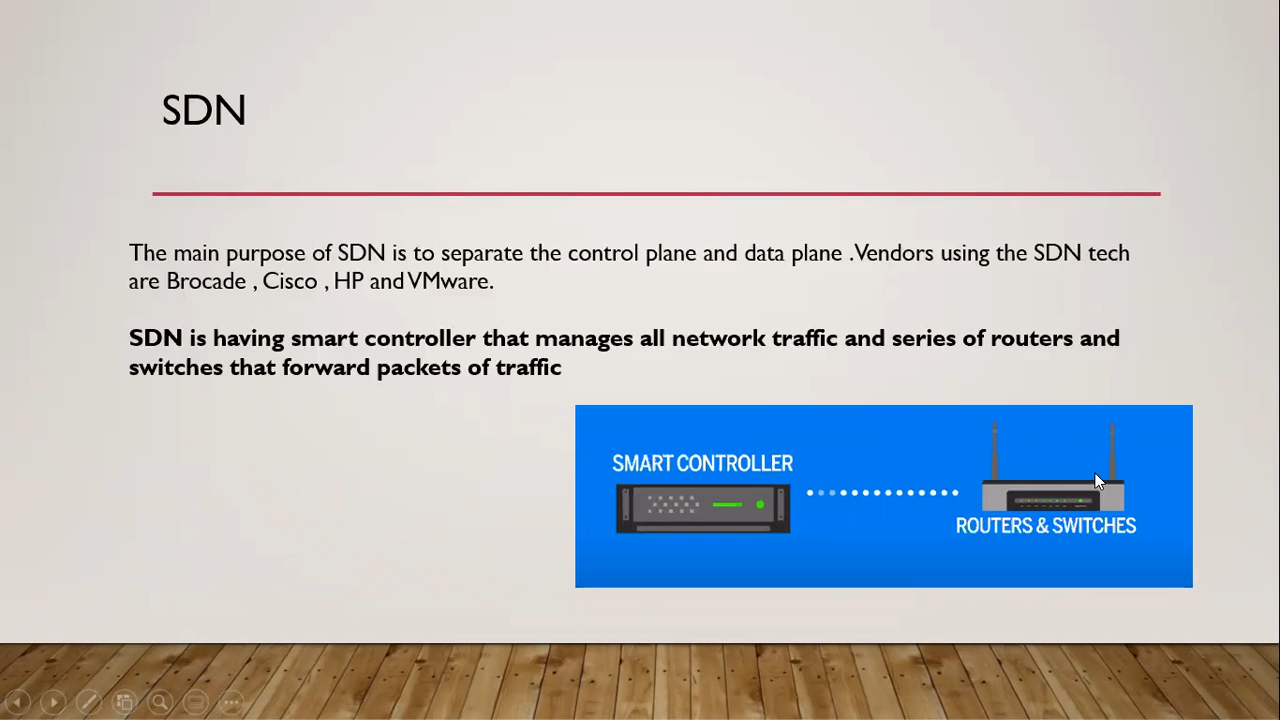 SDN
The main purpose of SDN is to separate the control plane and data plane .Vendors using the SDN tech
are Brocade , Cisco , HP and VMware.
SDN is having smart controller that manages all network traffic and series of routers and
switches that forward packets of traffic
SMART CONTROLLER
ROUTERS & SWITCHES